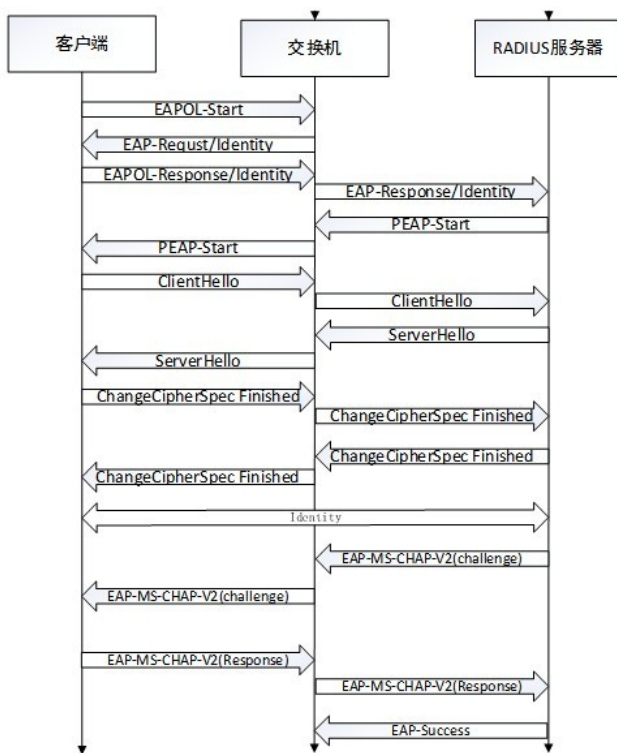 客户端
交换机
RADIUS服务器
EAPOL-Start
EAP-Requst/Identity
EAPOL-Response/Identity
EAP-Response/Identity
PEAP-Start
PEAP-Start
ClientHello
ClientHello
ServerHello
ServerHello
ChangeCipherSpec Finished
ChangeCipherSpec Finished
ChangeCipherSpec Finished
ChangeCipherSpec Finished
Identity
EAP-MS-CHAP-V2(challenge)
EAP-MS-CHAP-V2(challenge)
EAP-MS-CHAP-V2(Response)
EAP-MS-CHAP-V2(Response)
EAP-Success